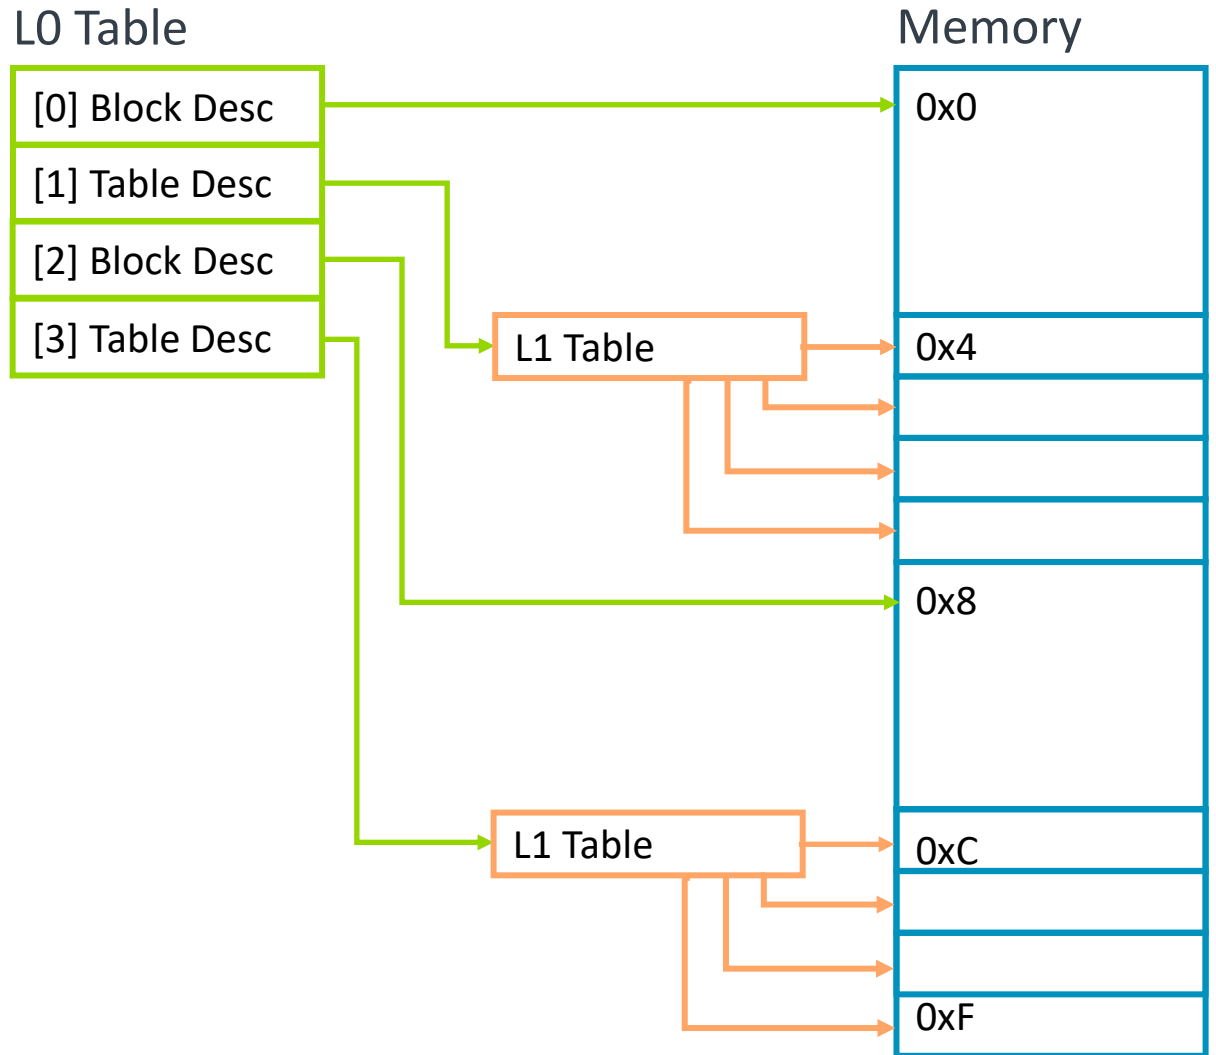 L0 Table
Memory
[0] Block Desc
[1] Table Desc
[2] Block Desc
[3] Table Desc
L1 Table
L1 Table
0x0
0x4
0x8
0xC
0xF